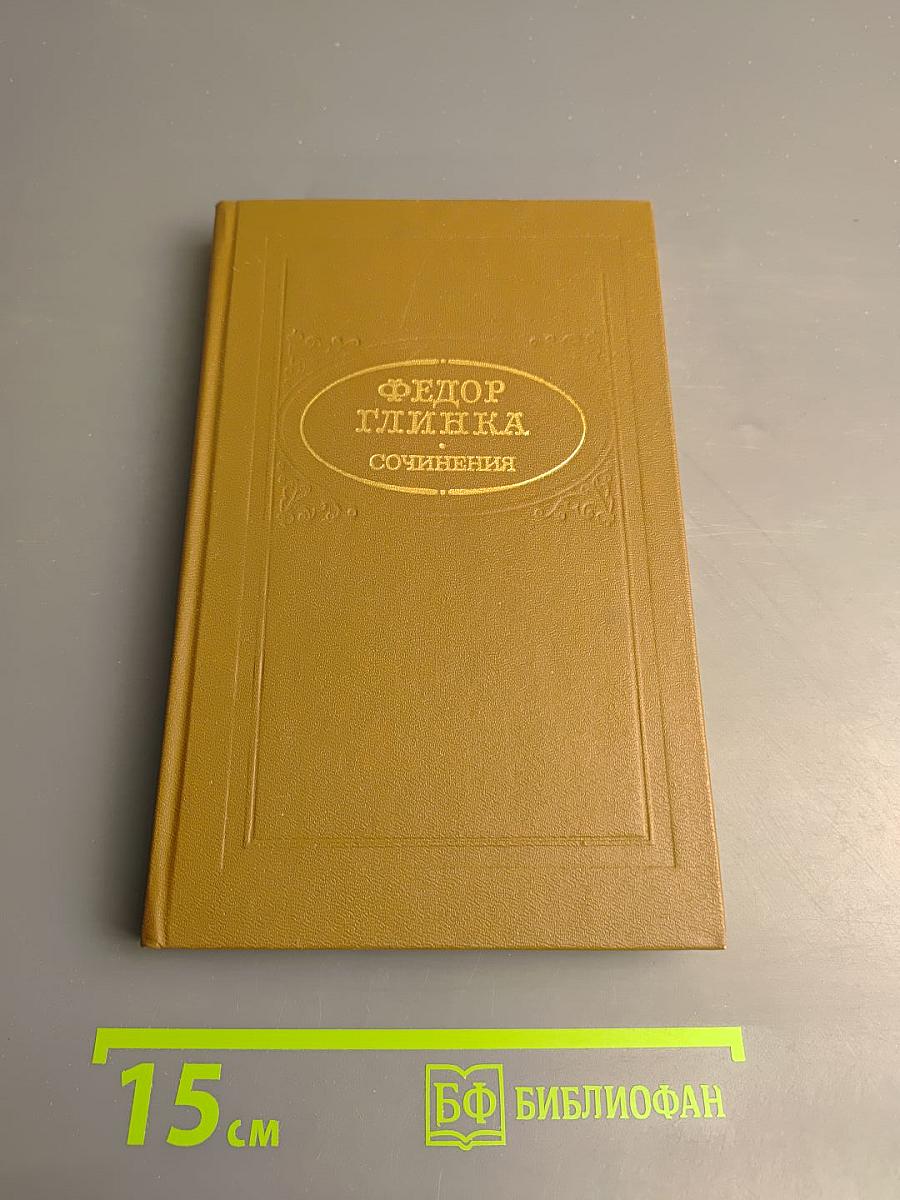 ФЕДОР
ГЛИНКА
СОЧИНЕНИЯ
15 см
БФ БИБЛИОФАН